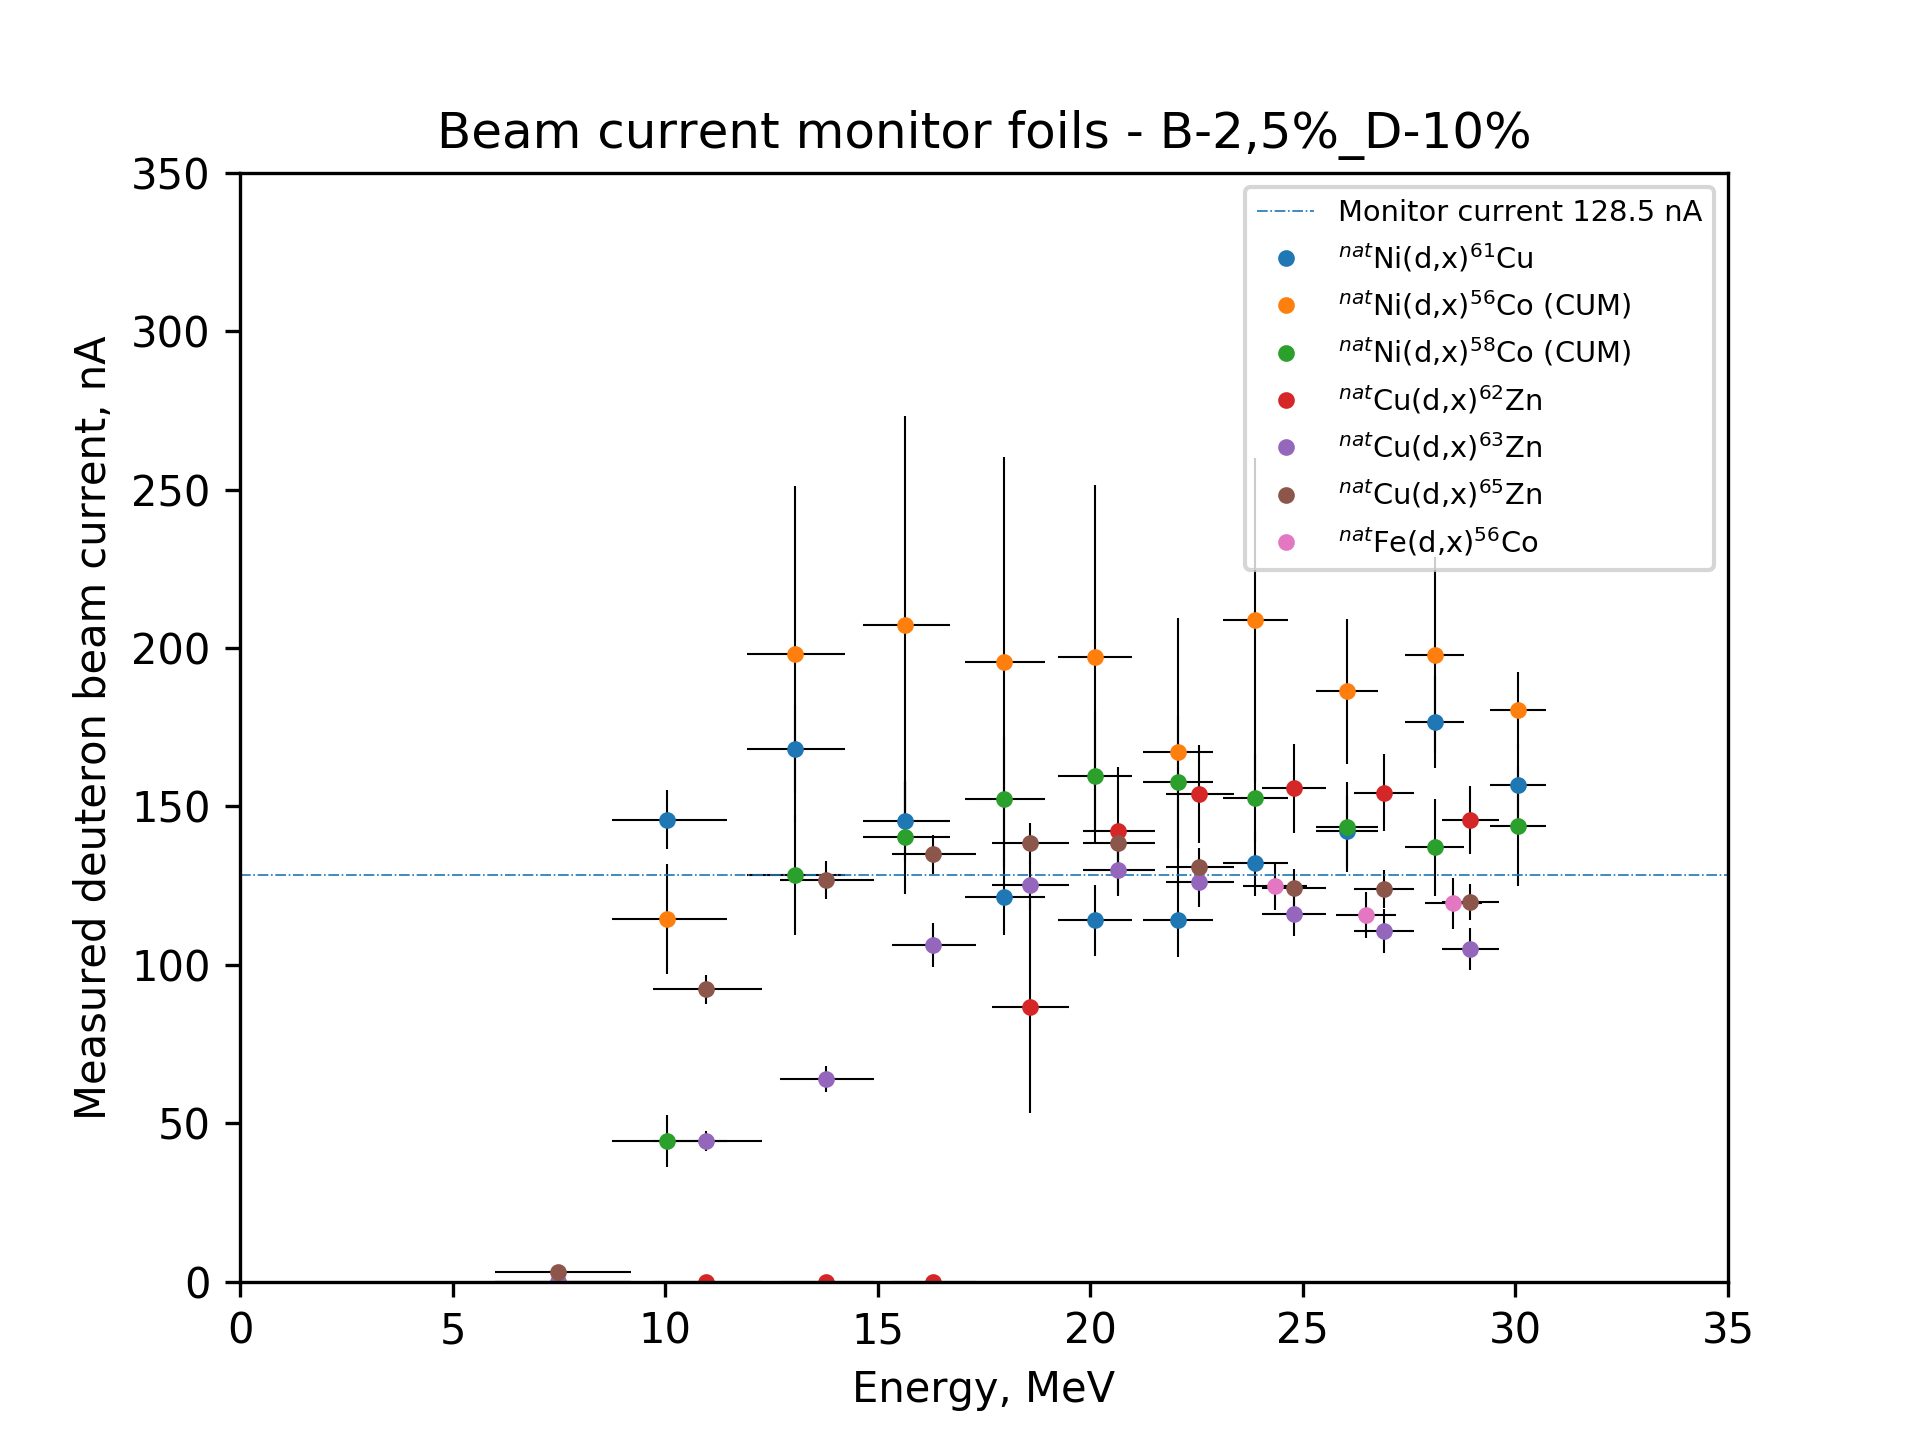 Beam current monitor foils - B-2,5%_D-10%
Measured deuteron beam current, nA
350
300
250
200
150
100
50
0
Monitor current 128.5 nA
natNi(d,x)61Cu
natNi(d,x)56Co (CUM)
natNi(d,x)58Co (CUM)
natCu(d,x)62Zn
natCu(d,x)63Zn
natCu(d,x)65Zn
natFe(d,x)56Co
0 5 10 15 20 25 30 35
Energy, MeV